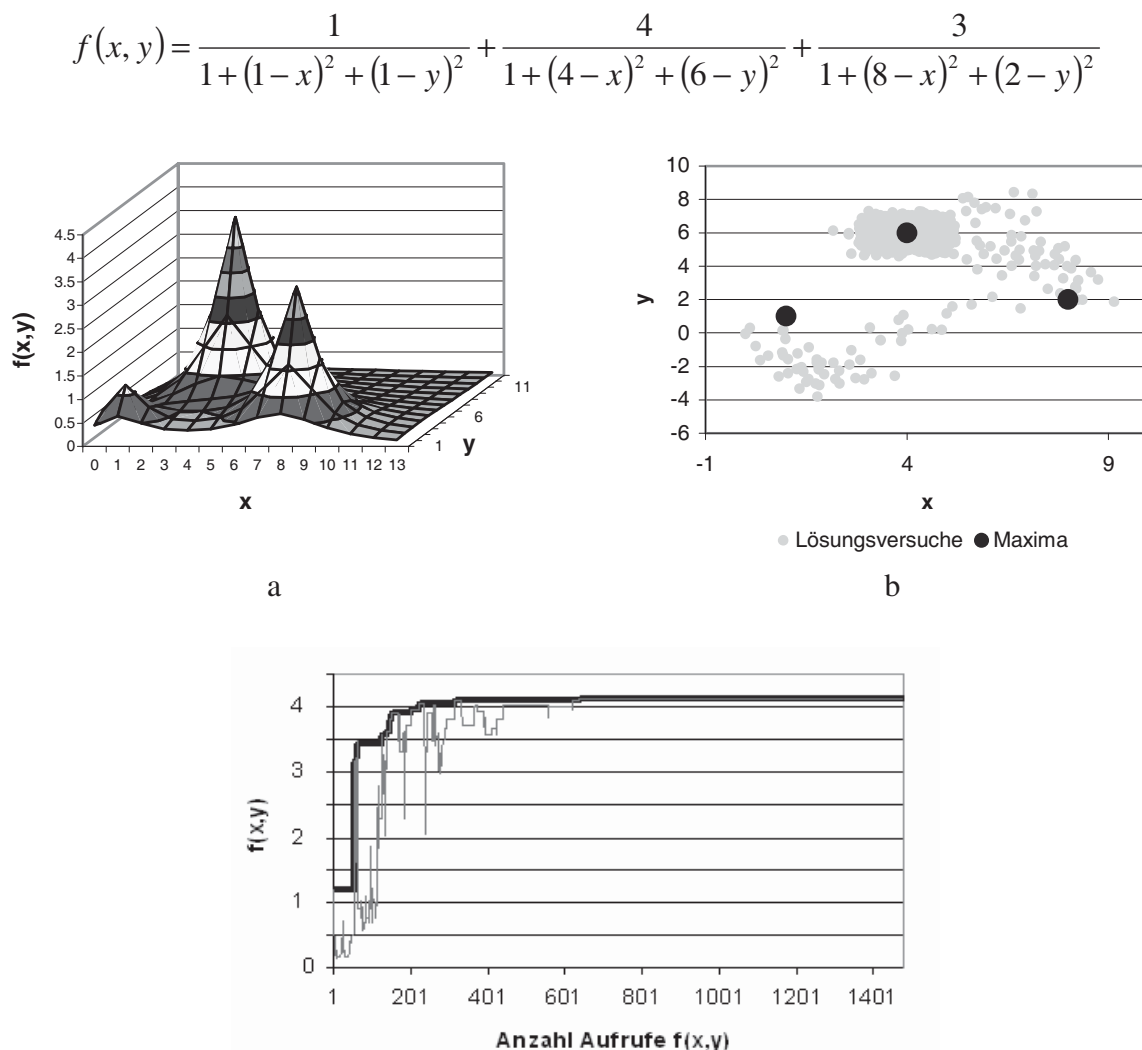 f(x, y) = 1/(1+(1−x)²+(1−y)²) + 4/(1+(4−x)²+(6−y)²) + 3/(1+(8−x)²+(2−y)²)
f(x,y)
4.5
4
3.5
3
2.5
2
1.5
1
0.5
0
0 1 2 3 4 5 6 7 8 9 10 11 12 13
x
1
6
11
y
y
10
8
6
4
2
0
-2
-4
-6
-1 4 9
x
Lösungsversuche Maxima
a b
f(x,y)
4
3
2
1
0
1 201 401 601 801 1001 1201 1401
Anzahl Aufrufe f(x,y)